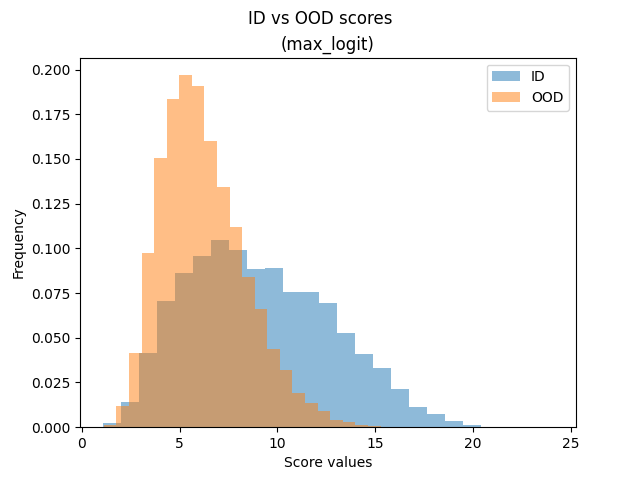 ID vs OOD scores
(max_logit)
ID
OOD
0.200
0.175
0.150
0.125
0.100
0.075
0.050
0.025
0.000
Frequency
0
5
10
15
20
25
Score values